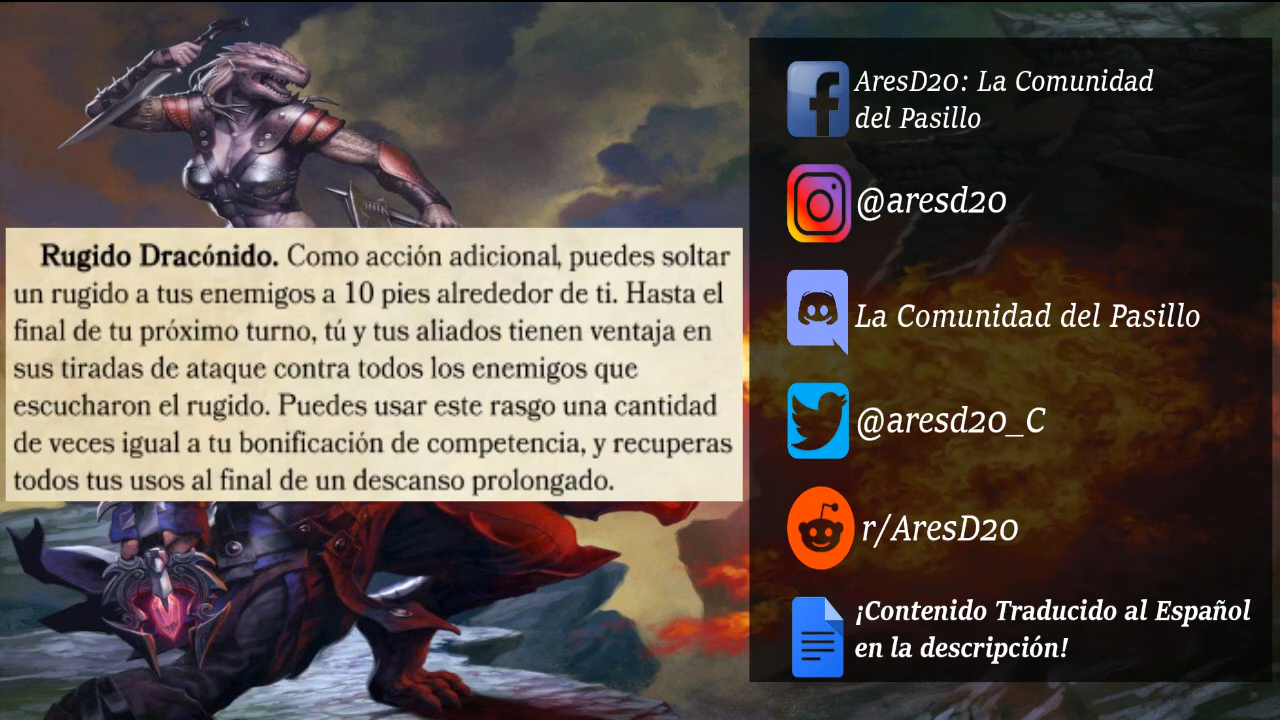 Rugido Dracónido. Como acción adicional, puedes soltar
un rugido a tus enemigos a 10 pies alrededor de ti. Hasta el
final de tu próximo turno, tú y tus aliados tienen ventaja en
sus tiradas de ataque contra todos los enemigos que
escucharon el rugido. Puedes usar este rasgo una cantidad
de veces igual a tu bonificación de competencia, y recuperas
todos tus usos al final de un descanso prolongado.
AresD20: La Comunidad
del Pasillo
@aresd20
La Comunidad del Pasillo
@aresd20_C
r/AresD20
¡Contenido Traducido al Español
en la descripción!